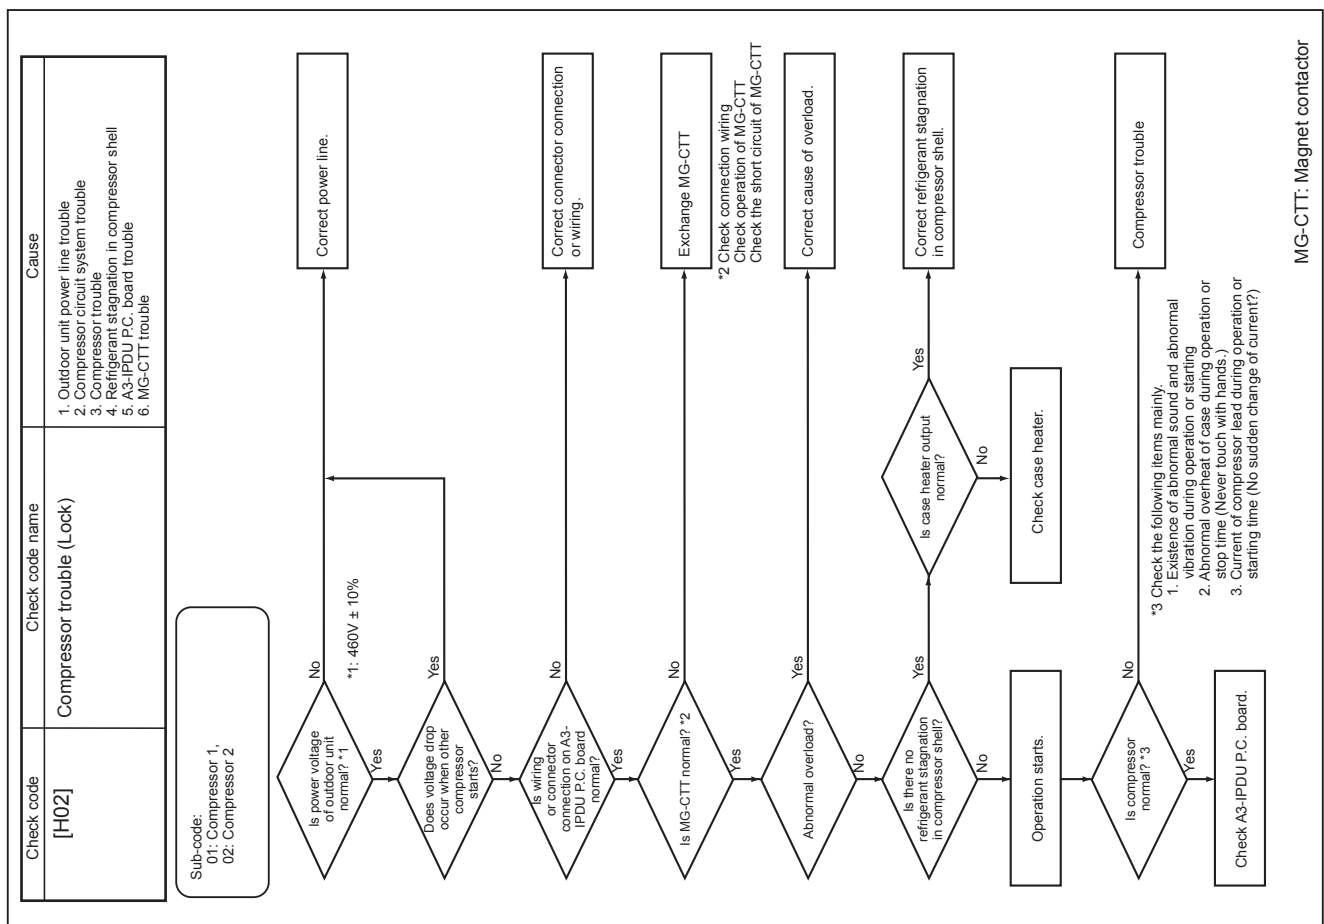 Check code
Check code name
Cause
[H02]
Compressor trouble (Lock)
1. Outdoor unit power line trouble
2. Compressor circuit system trouble
3. Compressor trouble
4. Refrigerant stagnation in compressor shell
5. A3-IPDU P.C. board trouble
6. MG-CTT trouble
Sub-code:
01: Compressor 1,
02: Compressor 2
Is power voltage
of outdoor unit
normal? *1
No
*1: 460V ± 10%
Correct power line.
Yes
Does voltage drop
occur when other
compressor
starts?
Yes
No
Is wiring
or connector
connection on A3-
IPDU P.C. board
normal?
No
Correct connector connection
or wiring.
Yes
Is MG-CTT normal? *2
No
Exchange MG-CTT
*2 Check connection wiring
Check operation of MG-CTT
Check the short circuit of MG-CTT
Yes
Abnormal overload?
Yes
Correct cause of overload.
No
Is there no
refrigerant stagnation
in compressor shell?
Yes
Is case heater output
normal?
Yes
Correct refrigerant stagnation
in compressor shell.
No
Check case heater.
No
Operation starts.
Is compressor
normal? *3
No
Compressor trouble
*3 Check the following items mainly.
1. Existence of abnormal sound and abnormal
vibration during operation or starting
2. Abnormal overheat of case during operation or
stop time (Never touch with hands.)
3. Current of compressor lead during operation or
starting time (No sudden change of current?)
Yes
Check A3-IPDU P.C. board.
MG-CTT: Magnet contactor